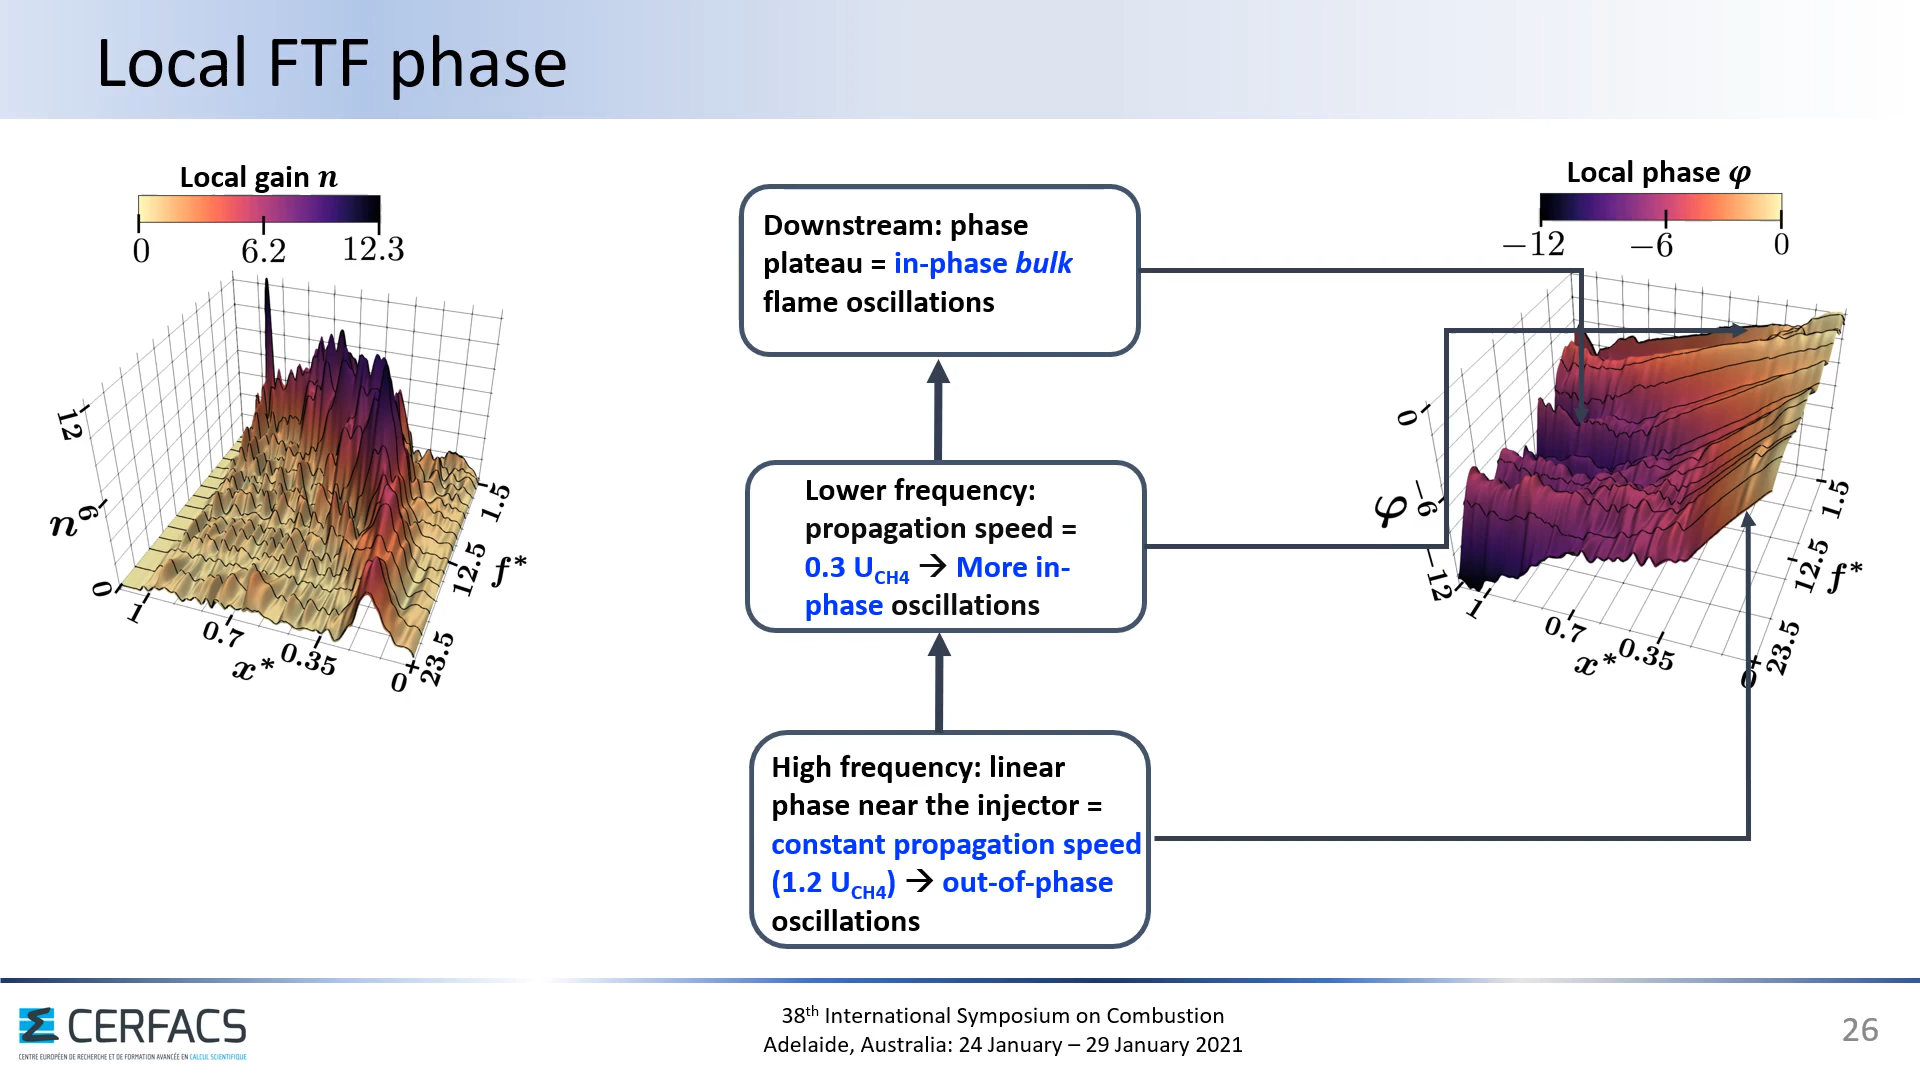 Local FTF phase
Local gain n
0 6.2 12.3
12
6
n
0
1
0.7
0.35
0
x*
1.5
12.5
23.5
f*
Downstream: phase
plateau = in-phase bulk
flame oscillations
Lower frequency:
propagation speed =
0.3 U_CH4 → More in-
phase oscillations
High frequency: linear
phase near the injector =
constant propagation speed
(1.2 U_CH4) → out-of-phase
oscillations
Local phase φ
−12 −6 0
0
−6
φ
−12
1
0.7
0.35
0
x*
1.5
12.5
23.5
f*
CERFACS
CENTRE EUROPÉEN DE RECHERCHE ET DE FORMATION AVANCÉE EN CALCUL SCIENTIFIQUE
38th International Symposium on Combustion
Adelaide, Australia: 24 January – 29 January 2021
26